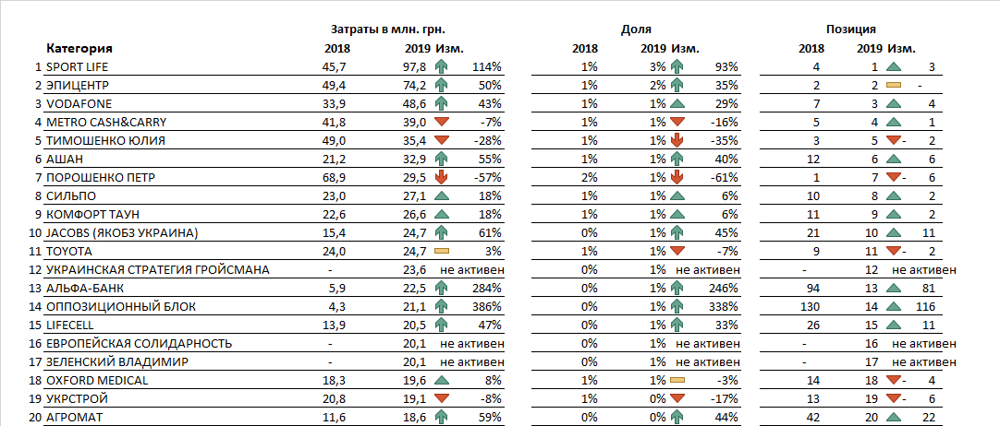 Затраты в млн. грн. Доля Позиция
Категория 2018 2019 Изм. 2018 2019 Изм. 2018 2019 Изм.
1 SPORT LIFE 45,7 97,8 114% 1% 3% 93% 4 1 3
2 ЭПИЦЕНТР 49,4 74,2 50% 1% 2% 35% 2 2 -
3 VODAFONE 33,9 48,6 43% 1% 1% 29% 7 3 4
4 METRO CASH&CARRY 41,8 39,0 -7% 1% 1% -16% 5 4 1
5 ТИМОШЕНКО ЮЛИЯ 49,0 35,4 -28% 1% 1% -35% 3 5 - 2
6 АШАН 21,2 32,9 55% 1% 1% 40% 12 6 6
7 ПОРОШЕНКО ПЕТР 68,9 29,5 -57% 2% 1% -61% 1 7 - 6
8 СИЛЬПО 23,0 27,1 18% 1% 1% 6% 10 8 2
9 КОМФОРТ ТАУН 22,6 26,6 18% 1% 1% 6% 11 9 2
10 JACOBS (ЯКОБЗ УКРАИНА) 15,4 24,7 61% 0% 1% 45% 21 10 11
11 TOYOTA 24,0 24,7 3% 1% 1% -7% 9 11 - 2
12 УКРАИНСКАЯ СТРАТЕГИЯ ГРОЙСМАНА - 23,6 не активен 0% 1% не активен - 12 не активен
13 АЛЬФА-БАНК 5,9 22,5 284% 0% 1% 246% 94 13 81
14 ОППОЗИЦИОННЫЙ БЛОК 4,3 21,1 386% 0% 1% 338% 130 14 116
15 LIFECELL 13,9 20,5 47% 0% 1% 33% 26 15 11
16 ЕВРОПЕЙСКАЯ СОЛИДАРНОСТЬ - 20,1 не активен 0% 1% не активен - 16 не активен
17 ЗЕЛЕНСКИЙ ВЛАДИМИР - 20,1 не активен 0% 1% не активен - 17 не активен
18 OXFORD MEDICAL 18,3 19,6 8% 1% 1% -3% 14 18 - 4
19 УКРСТРОЙ 20,8 19,1 -8% 1% 0% -17% 13 19 - 6
20 АГРОМАТ 11,6 18,6 59% 0% 0% 44% 42 20 22